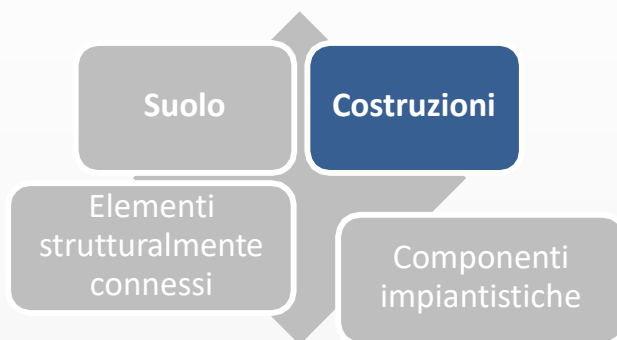 Suolo
Costruzioni
Elementi
strutturalmente
connessi
Componenti
impiantistiche